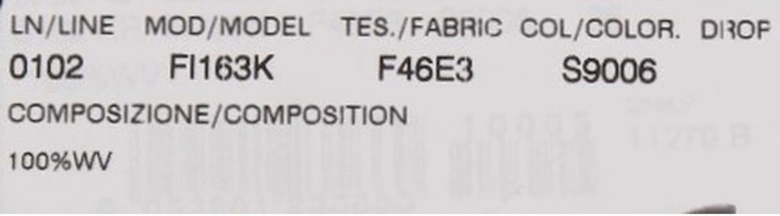 LN/LINE MOD/MODEL TES./FABRIC COL/COLOR. DROP
0102 FI163K F46E3 S9006
COMPOSIZIONE/COMPOSITION
100%WV